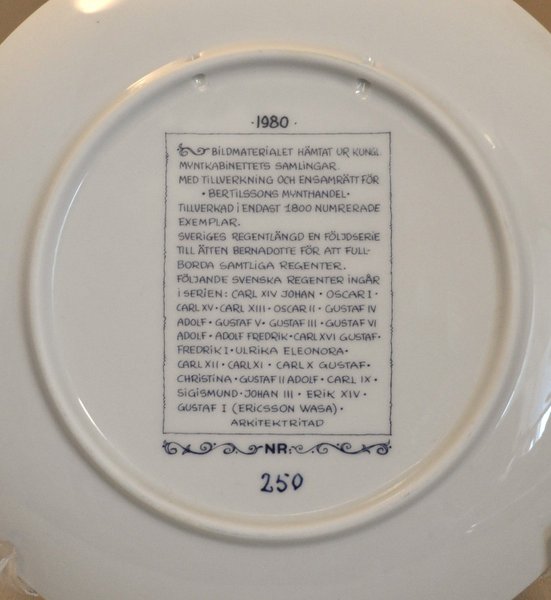 ·1980·
BILDMATERIALET HÄMTAT UR KUNGL.
MYNTKABINETTETS SAMLINGAR.
MED TILLVERKNING OCH ENSAMRÄTT FÖR
·BERTILSSONS MYNTHANDEL·
TILLVERKAD I ENDAST 1800 NUMRERADE
EXEMPLAR.
SVERIGES REGENTLÄNGD EN FÖLJDSERIE
TILL ÄTTEN BERNADOTTE FÖR ATT FULL-
BORDA SAMTLIGA REGENTER.
FÖLJANDE SVENSKA REGENTER INGÅR
I SERIEN: CARL XIV JOHAN · OSCAR I ·
CARL XV · CARL XIII · OSCAR II · GUSTAF IV
ADOLF · GUSTAF V · GUSTAF III · GUSTAF VI
ADOLF · ADOLF FREDRIK · CARL XVI GUSTAF ·
FREDRIK I · ULRIKA ELEONORA ·
CARL XII · CARL XI · CARL X GUSTAF ·
CHRISTINA · GUSTAF II ADOLF · CARL IX ·
SIGISMUND · JOHAN III · ERIK XIV ·
GUSTAF I (ERICSSON WASA) ·
ARKITEKTRITAD
NR:
250